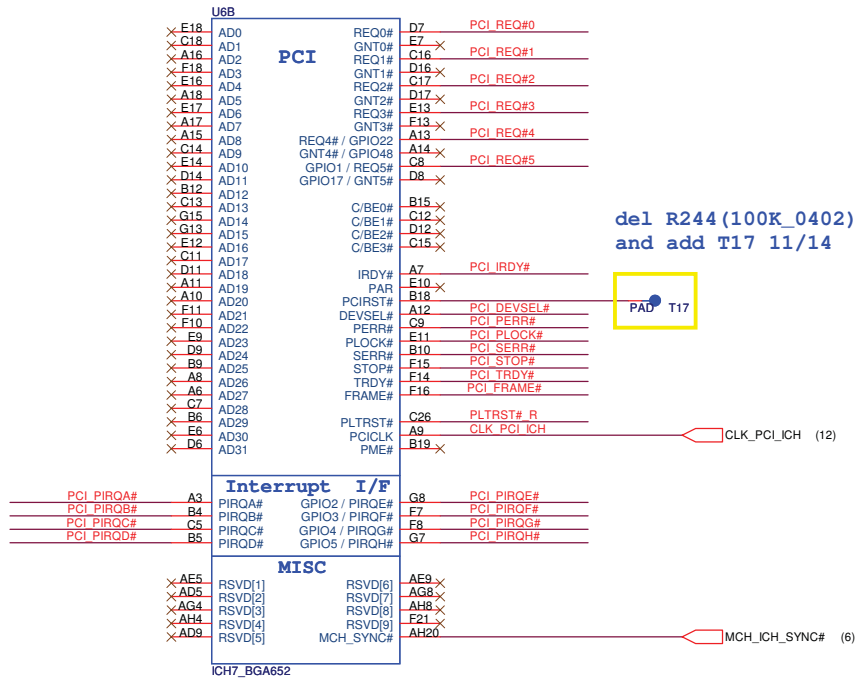 U6B
PCI
E18 AD0 REQ0# D7 PCI_REQ#0
C18 AD1 GNT0# E7
A16 AD2 REQ1# C16 PCI_REQ#1
F18 AD3 GNT1# D16
E16 AD4 REQ2# C17 PCI_REQ#2
A18 AD5 GNT2# D17
E17 AD6 REQ3# E13 PCI_REQ#3
A17 AD7 GNT3# F13
A15 AD8 REQ4# / GPIO22 A13 PCI_REQ#4
C14 AD9 GNT4# / GPIO48 A14
E14 AD10 GPIO1 / REQ5# C8 PCI_REQ#5
D14 AD11 GPIO17 / GNT5# D8
B12 AD12
C13 AD13 C/BE0# B15
G15 AD14 C/BE1# C12
G13 AD15 C/BE2# D12
E12 AD16 C/BE3# C15
C11 AD17
D11 AD18 IRDY# A7 PCI_IRDY#
A11 AD19 PAR E10
A10 AD20 PCIRST# B18
F11 AD21 DEVSEL# A12 PCI_DEVSEL#
F10 AD22 PERR# C9 PCI_PERR#
E9 AD23 PLOCK# E11 PCI_PLOCK#
D9 AD24 SERR# B10 PCI_SERR#
B9 AD25 STOP# F15 PCI_STOP#
A8 AD26 TRDY# F14 PCI_TRDY#
A6 AD27 FRAME# F16 PCI_FRAME#
C7 AD28
B6 AD29 PLTRST# C26 PLTRST#_R
E6 AD30 PCICLK A9 CLK_PCI_ICH CLK_PCI_ICH (12)
D6 AD31 PME# B19
del R244(100K_0402)
and add T17 11/14
PAD T17
Interrupt I/F
PCI_PIRQA# A3 PIRQA# GPIO2 / PIRQE# G8 PCI_PIRQE#
PCI_PIRQB# B4 PIRQB# GPIO3 / PIRQF# F7 PCI_PIRQF#
PCI_PIRQC# C5 PIRQC# GPIO4 / PIRQG# F8 PCI_PIRQG#
PCI_PIRQD# B5 PIRQD# GPIO5 / PIRQH# G7 PCI_PIRQH#
MISC
AE5 RSVD[1] RSVD[6] AE9
AD5 RSVD[2] RSVD[7] AG8
AG4 RSVD[3] RSVD[8] AH8
AH4 RSVD[4] RSVD[9] F21
AD9 RSVD[5] MCH_SYNC# AH20 MCH_ICH_SYNC# (6)
ICH7_BGA652